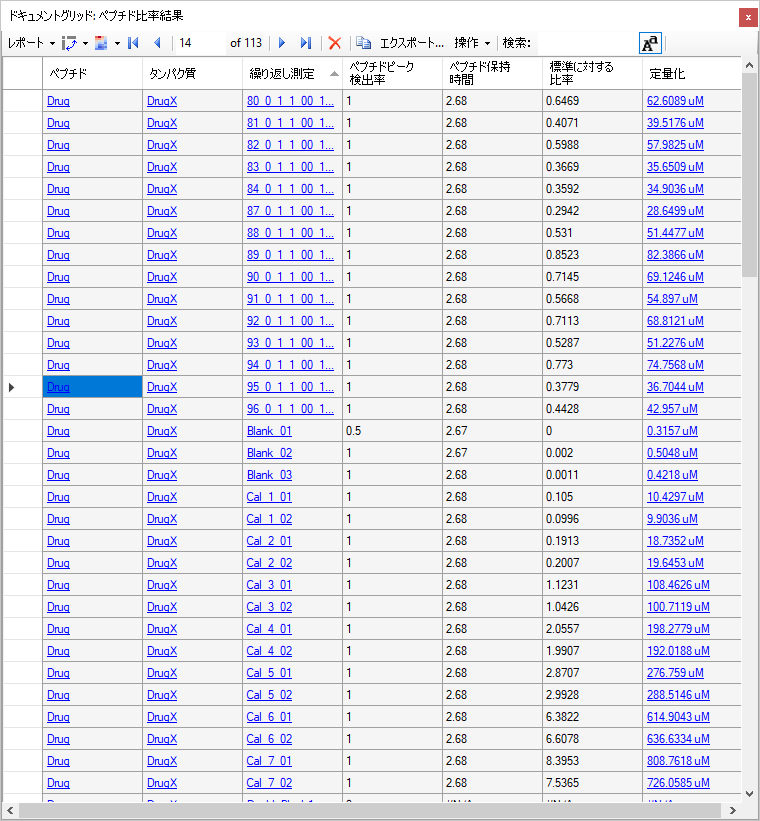 ドキュメントグリッド: ペプチド比率結果
レポート 14 of 113 エクスポート... 操作 検索: Aa
ペプチド タンパク質 繰り返し測定 ペプチドピーク検出率 ペプチド保持時間 標準に対する比率 定量化
Drug DrugX 80_0_1_1_00_1... 1 2.68 0.6469 62.6089 uM
Drug DrugX 81_0_1_1_00_1... 1 2.68 0.4071 39.5176 uM
Drug DrugX 82_0_1_1_00_1... 1 2.68 0.5988 57.9825 uM
Drug DrugX 83_0_1_1_00_1... 1 2.68 0.3669 35.6509 uM
Drug DrugX 84_0_1_1_00_1... 1 2.68 0.3592 34.9036 uM
Drug DrugX 87_0_1_1_00_1... 1 2.68 0.2942 28.6499 uM
Drug DrugX 88_0_1_1_00_1... 1 2.68 0.531 51.4477 uM
Drug DrugX 89_0_1_1_00_1... 1 2.68 0.8523 82.3866 uM
Drug DrugX 90_0_1_1_00_1... 1 2.68 0.7145 69.1246 uM
Drug DrugX 91_0_1_1_00_1... 1 2.68 0.5668 54.897 uM
Drug DrugX 92_0_1_1_00_1... 1 2.68 0.7113 68.8121 uM
Drug DrugX 93_0_1_1_00_1... 1 2.68 0.5287 51.2276 uM
Drug DrugX 94_0_1_1_00_1... 1 2.68 0.773 74.7568 uM
Drug DrugX 95_0_1_1_00_1... 1 2.68 0.3779 36.7044 uM
Drug DrugX 96_0_1_1_00_1... 1 2.68 0.4428 42.957 uM
Drug DrugX Blank_01 0.5 2.67 0 0.3157 uM
Drug DrugX Blank_02 1 2.67 0.002 0.5048 uM
Drug DrugX Blank_03 1 2.68 0.0011 0.4218 uM
Drug DrugX Cal_1_01 1 2.68 0.105 10.4297 uM
Drug DrugX Cal_1_02 1 2.68 0.0996 9.9036 uM
Drug DrugX Cal_2_01 1 2.68 0.1913 18.7352 uM
Drug DrugX Cal_2_02 1 2.68 0.2007 19.6453 uM
Drug DrugX Cal_3_01 1 2.68 1.1231 108.4626 uM
Drug DrugX Cal_3_02 1 2.68 1.0426 100.7119 uM
Drug DrugX Cal_4_01 1 2.68 2.0557 198.2779 uM
Drug DrugX Cal_4_02 1 2.68 1.9907 192.0188 uM
Drug DrugX Cal_5_01 1 2.68 2.8707 276.759 uM
Drug DrugX Cal_5_02 1 2.68 2.9928 288.5146 uM
Drug DrugX Cal_6_01 1 2.68 6.3822 614.9043 uM
Drug DrugX Cal_6_02 1 2.68 6.6078 636.6334 uM
Drug DrugX Cal_7_01 1 2.68 8.3953 808.7618 uM
Drug DrugX Cal_7_02 1 2.68 7.5365 726.0585 uM